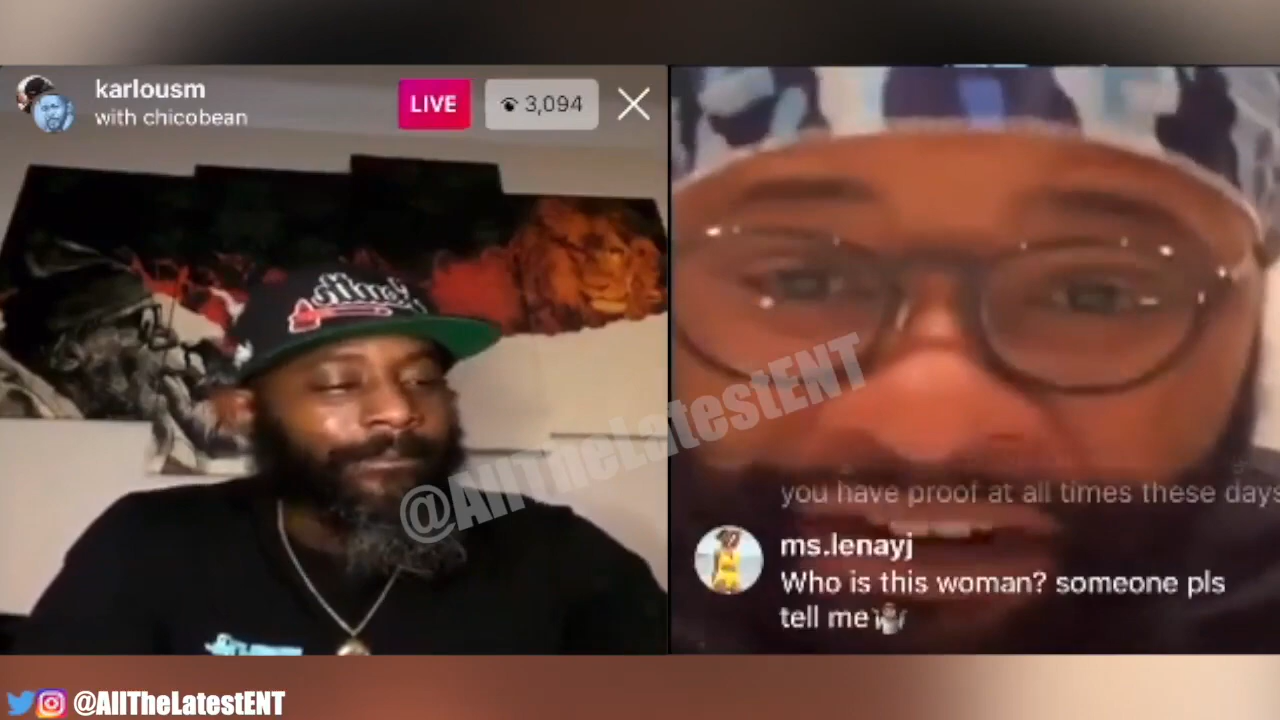 karlousm
with chicobean
LIVE
3,094
@AllTheLatestENT
you have proof at all times these days
ms.lenayj
Who is this woman? someone pls
tell me
@AllTheLatestENT